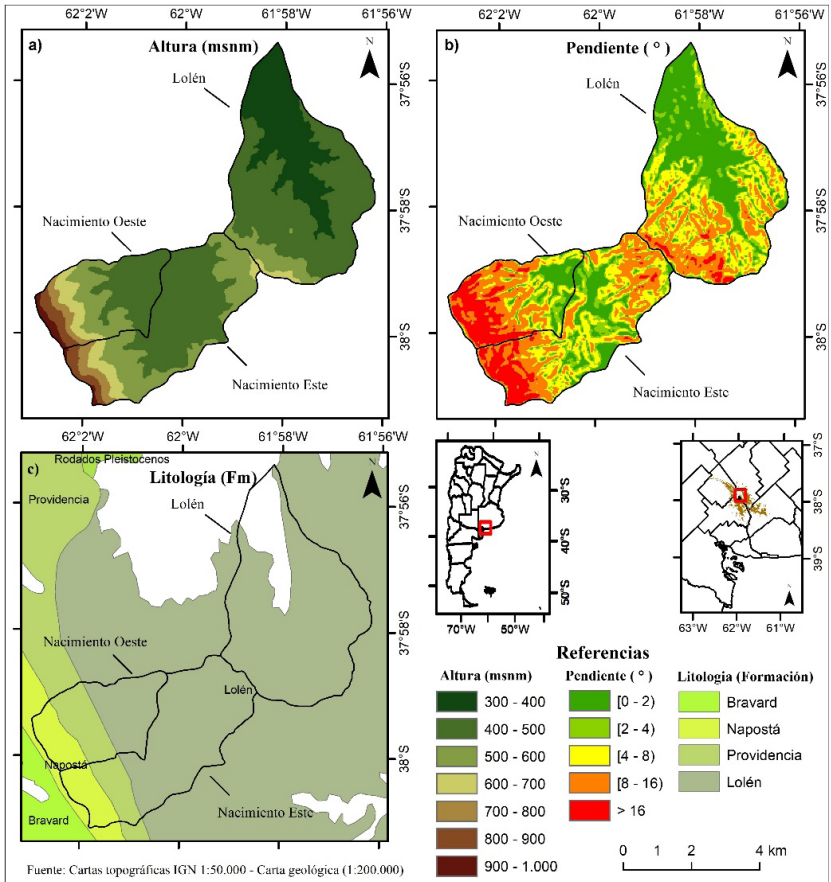 62°2'W 62°W 61°58'W 61°56'W
62°2'W 62°W 61°58'W 61°56'W
a) Altura (msnm)
N
Lolén
Nacimiento Oeste
Nacimiento Este
37°56'S
37°58'S
38°S
b) Pendiente ( ° )
N
Lolén
Nacimiento Oeste
Nacimiento Este
37°56'S
37°58'S
38°S
62°2'W 62°W 61°58'W 61°56'W
c) Litología (Fm)
N
Rodados Pleistocenos
Providencia
Lolén
Nacimiento Oeste
Lolén
Napostá
Nacimiento Este
Bravard
37°56'S
37°58'S
38°S
Fuente: Cartas topográficas IGN 1:50.000 - Carta geológica (1:200.000)
N
30°S
40°S
50°S
70°W 50°W
N
37°S
38°S
39°S
63°W 62°W 61°W
Referencias
Altura (msnm)
300 - 400
400 - 500
500 - 600
600 - 700
700 - 800
800 - 900
900 - 1.000
Pendiente ( ° )
[0 - 2)
[2 - 4)
[4 - 8)
[8 - 16)
> 16
Litología (Formación)
Bravard
Napostá
Providencia
Lolén
0 1 2 4 km